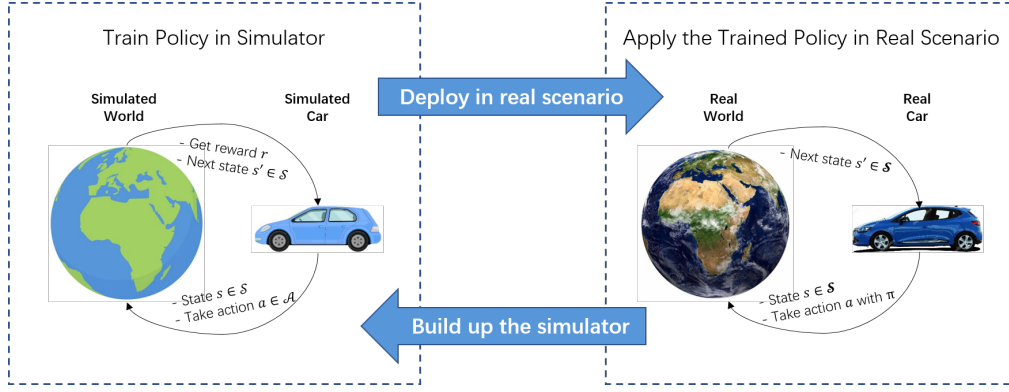 Train Policy in Simulator
Simulated
World
Simulated
Car
- Get reward r
- Next state s′ ∈ 𝒮
- State s ∈ 𝒮
- Take action a ∈ 𝒜
Deploy in real scenario
Build up the simulator
Apply the Trained Policy in Real Scenario
Real
World
Real
Car
- Next state s′ ∈ 𝓢
- State s ∈ 𝓢
- Take action a with π